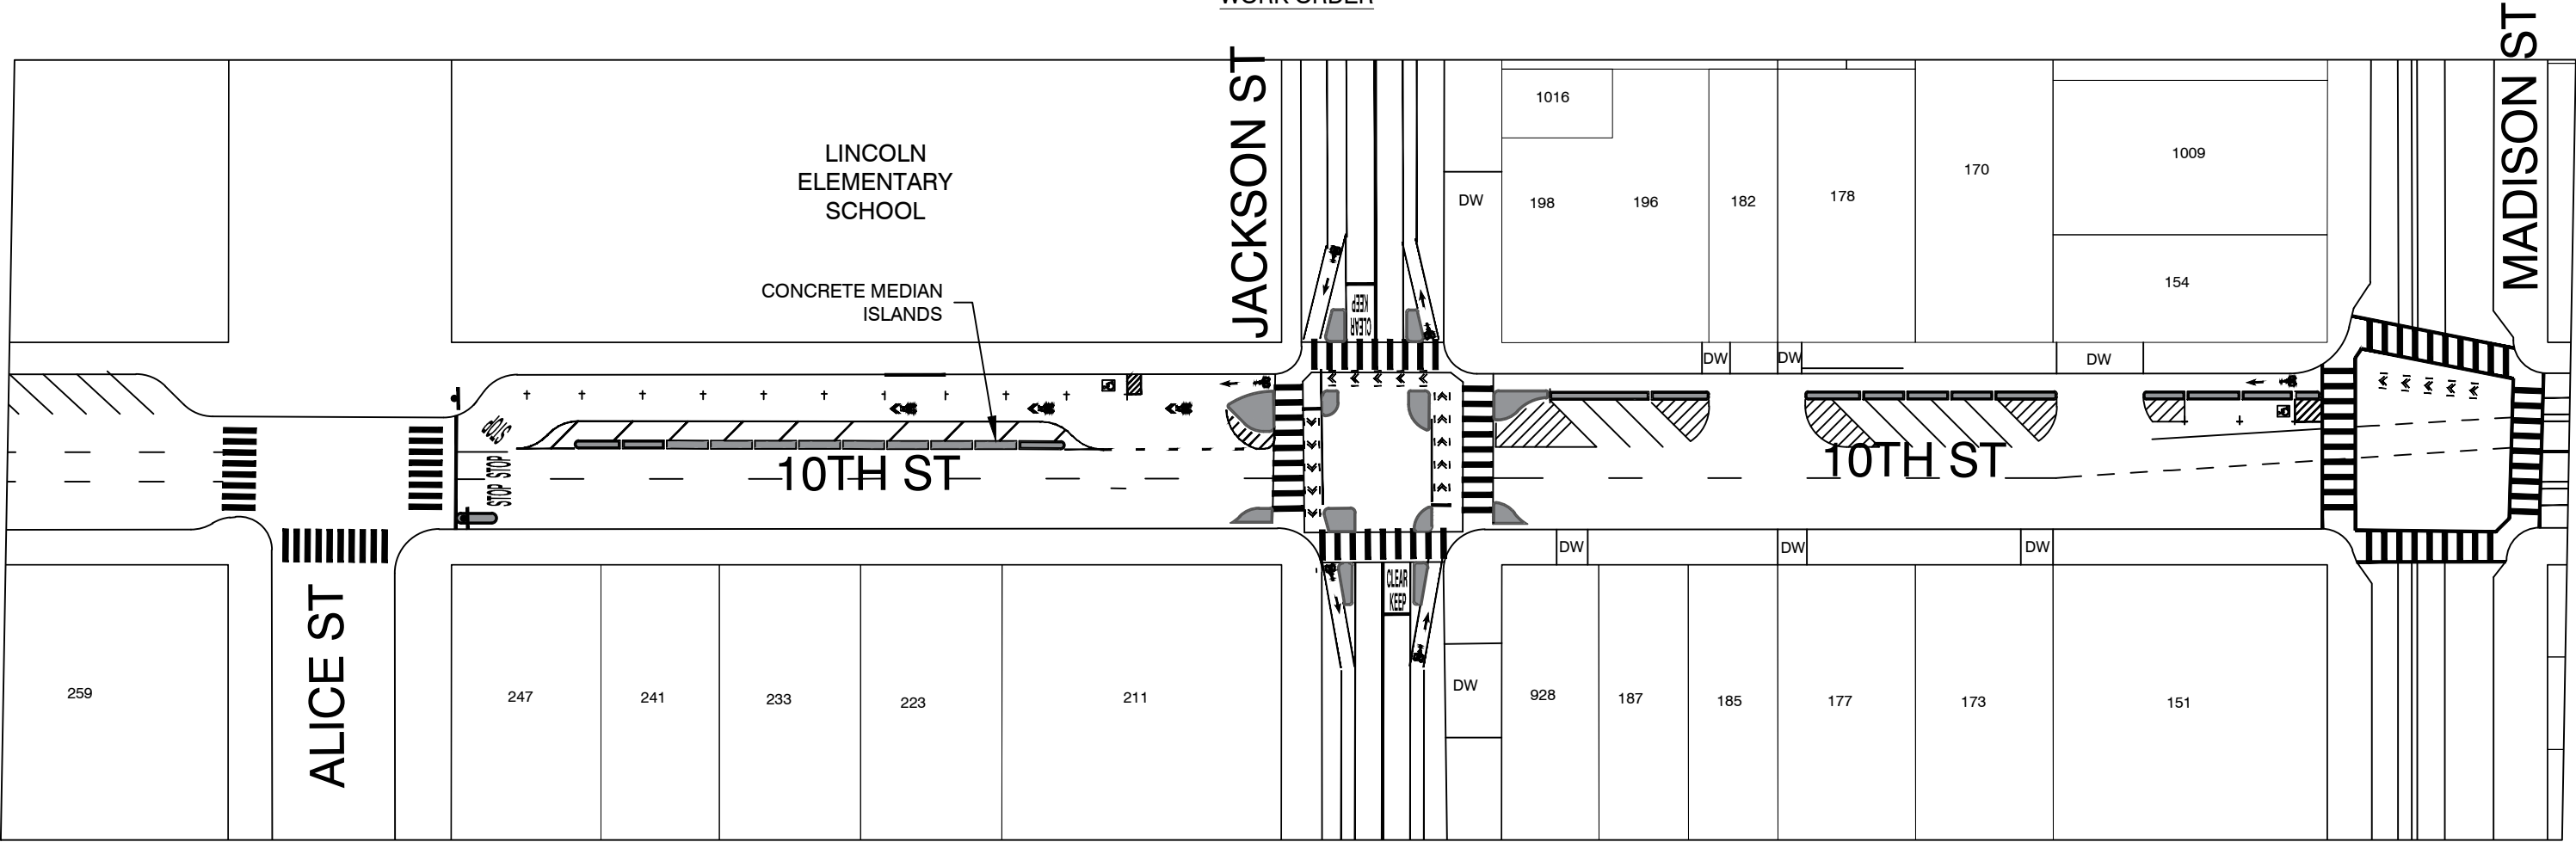 WORK ORDER
JACKSON ST
MADISON ST
LINCOLN
ELEMENTARY
SCHOOL
CONCRETE MEDIAN
ISLANDS
1016
DW
198
196
182
178
170
1009
154
KEEP
CLEAR
DW
DW
DW
STOP
STOP STOP
10TH ST
10TH ST
DW
DW
DW
CLEAR
KEEP
ALICE ST
259
247
241
233
223
211
DW
928
187
185
177
173
151